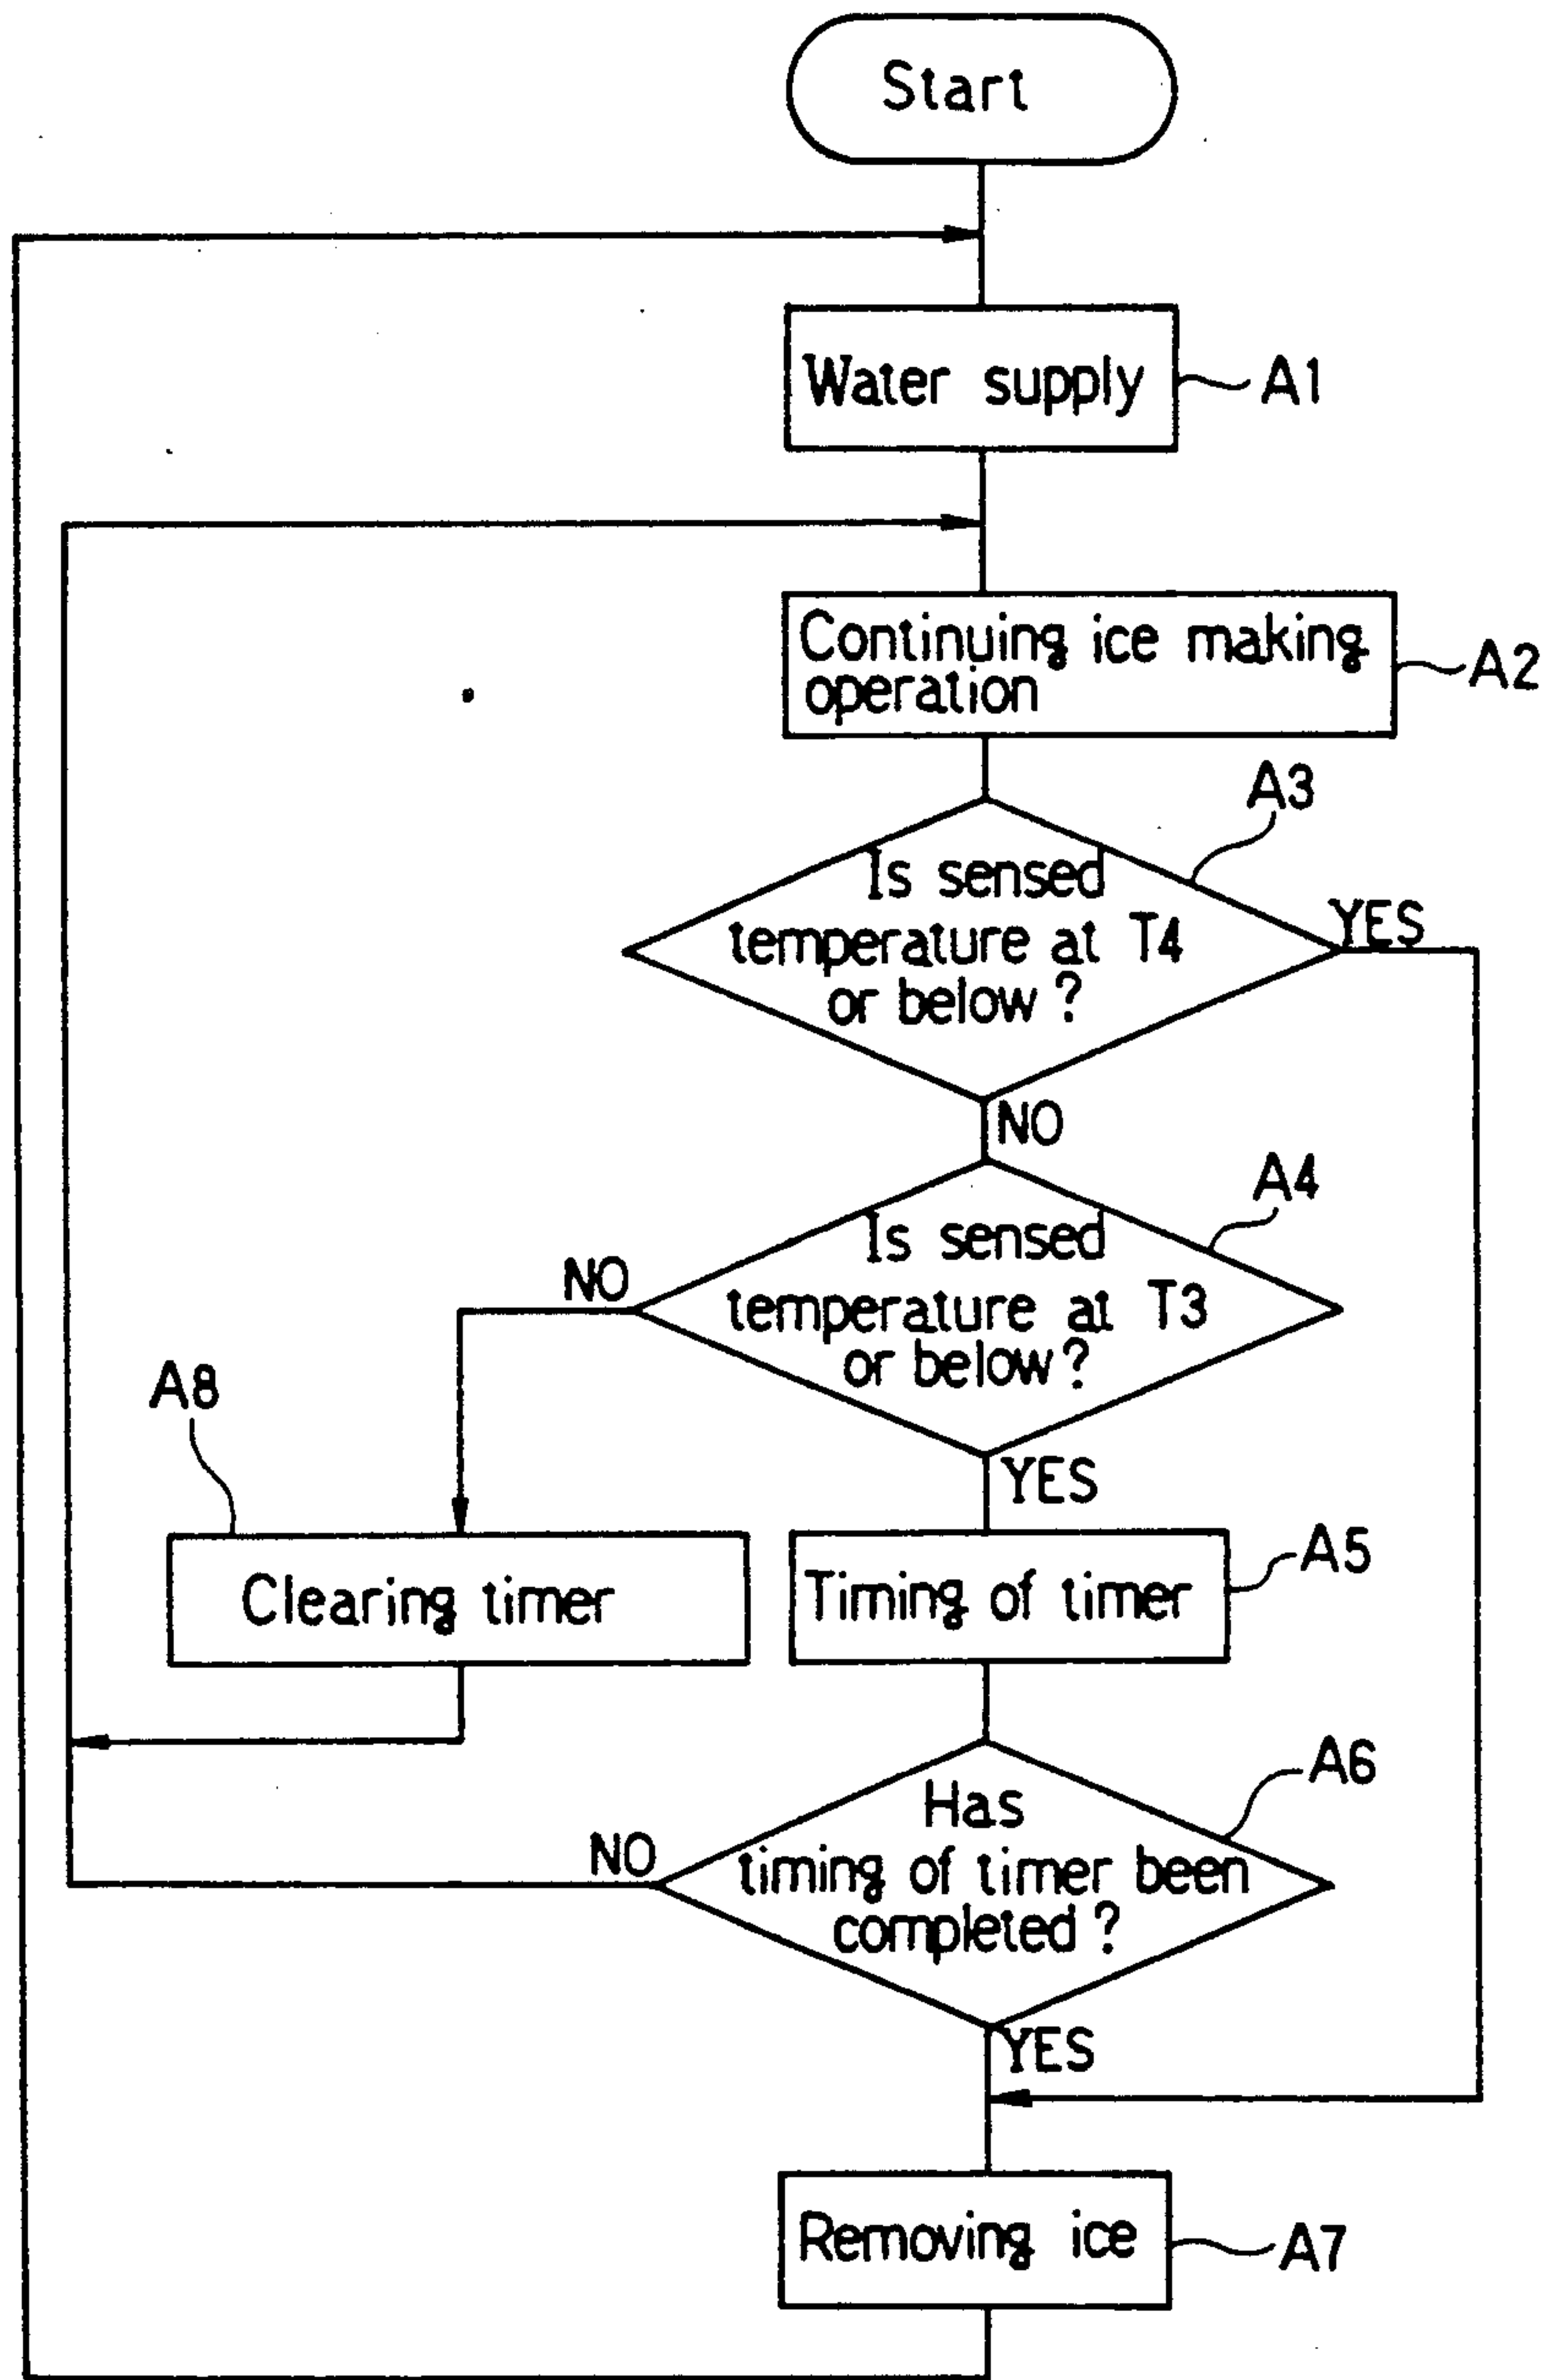 Start
Water supply
A1
Continuing ice making
operation
A2
A3
Is sensed
temperature at T4
or below?
YES
NO
A4
Is sensed
temperature at T3
or below?
NO
YES
A8
Clearing timer
Timing of timer
A5
A6
Has
timing of timer been
completed?
NO
YES
Removing ice
A7